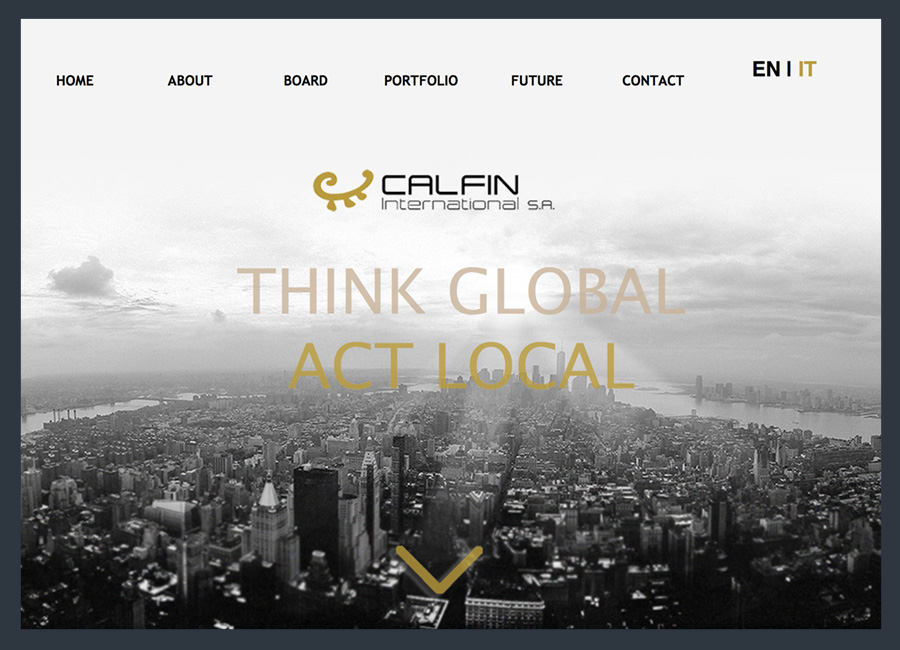 HOME ABOUT BOARD PORTFOLIO FUTURE CONTACT EN | IT
CALFIN
International S.A.
THINK GLOBAL
ACT LOCAL